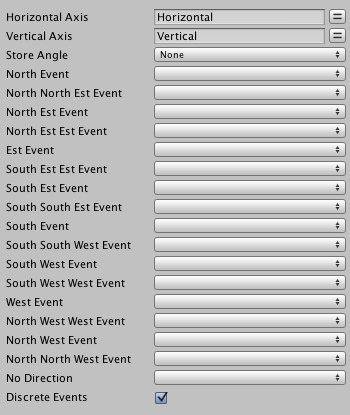 Horizontal Axis Horizontal =
Vertical Axis Vertical =
Store Angle None
North Event
North North Est Event
North Est Event
North Est Est Event
Est Event
South Est Est Event
South Est Event
South South Est Event
South Event
South South West Event
South West Event
South West West Event
West Event
North West West Event
North West Event
North North West Event
No Direction
Discrete Events